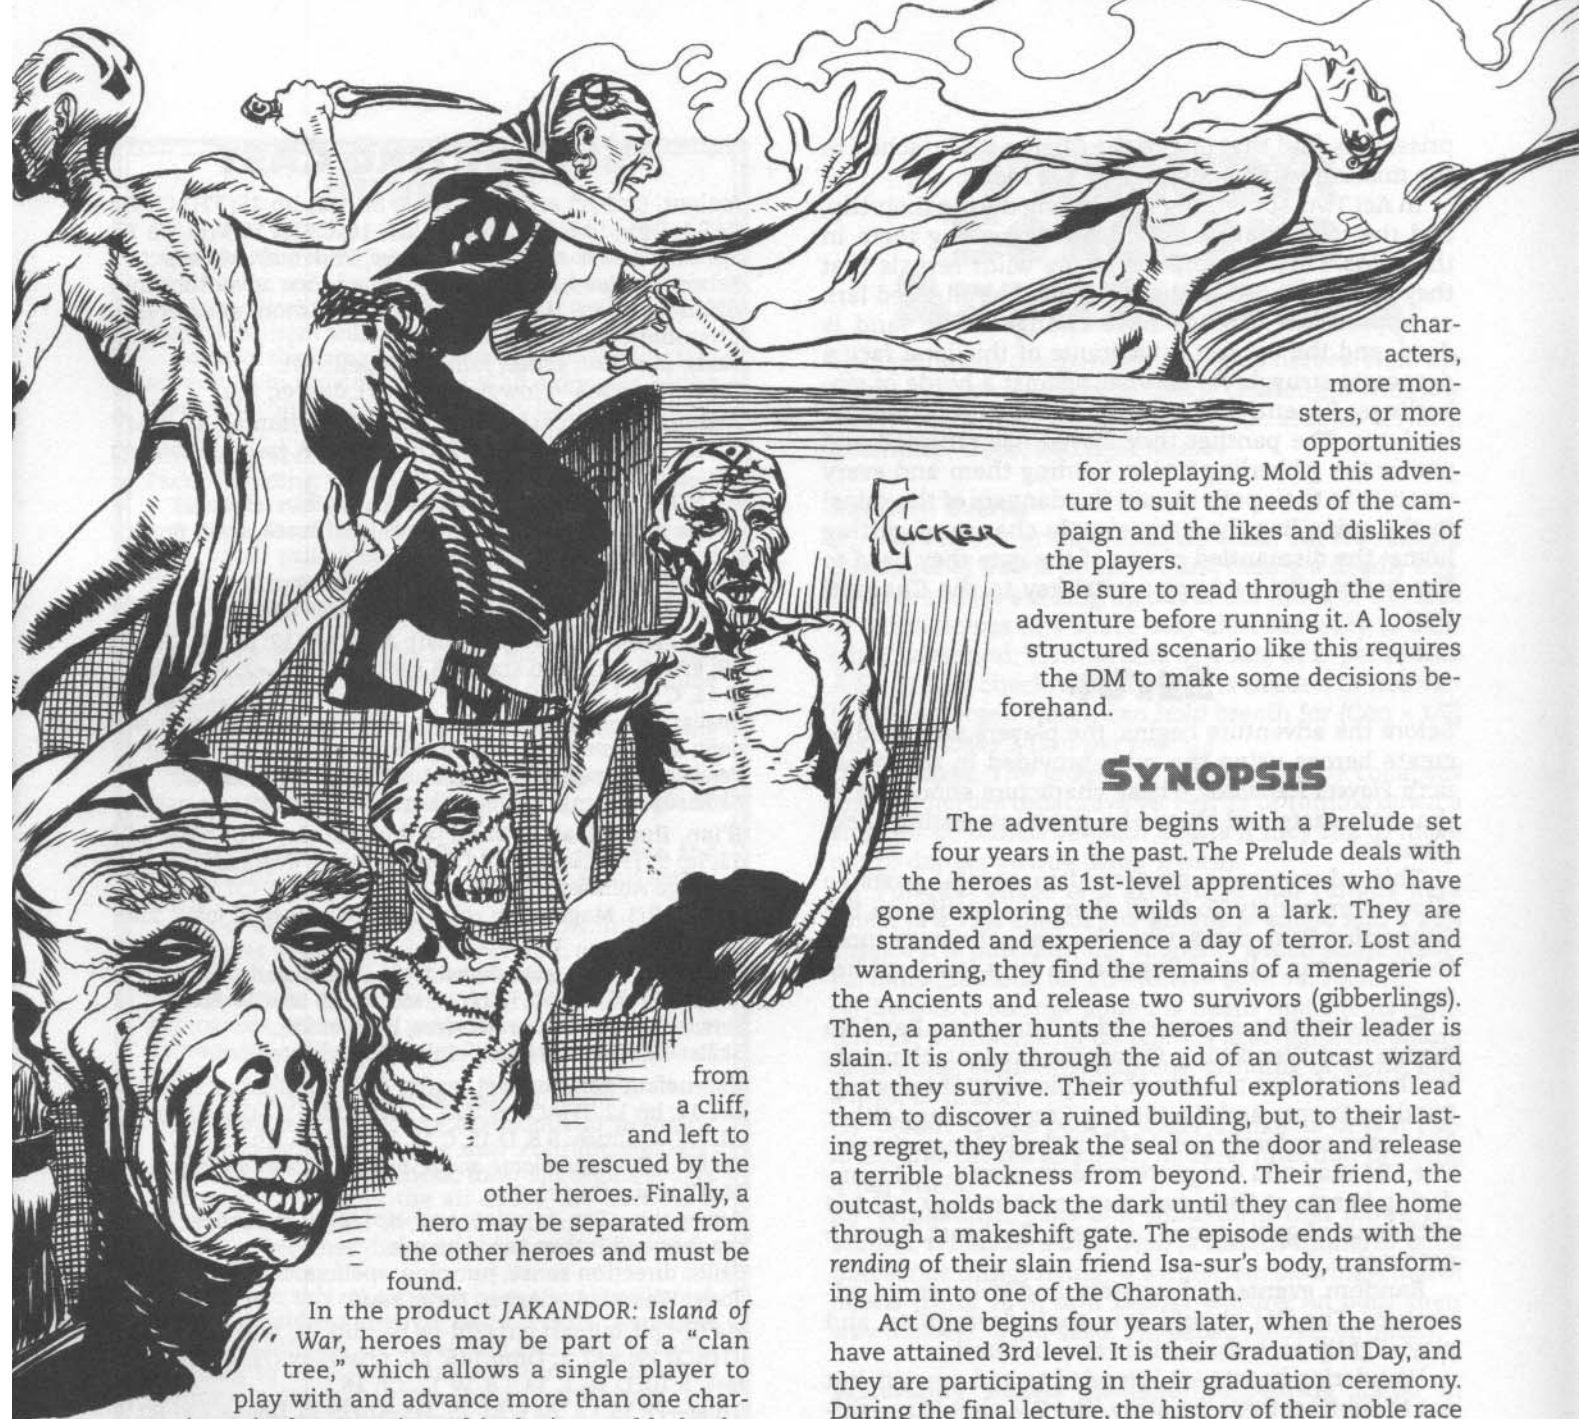 from
a cliff,
and left to
be rescued by the
other heroes. Finally, a
hero may be separated from
the other heroes and must be
found.
In the product JAKANDOR: Island of
War, heroes may be part of a “clan
tree,” which allows a single player to
play with and advance more than one char-
TUCKER
char-
acters,
more mon-
sters, or more
opportunities
for roleplaying. Mold this adven-
ture to suit the needs of the cam-
paign and the likes and dislikes of
the players.
Be sure to read through the entire
adventure before running it. A loosely
structured scenario like this requires
the DM to make some decisions be-
forehand.
SYNOPSIS
The adventure begins with a Prelude set
four years in the past. The Prelude deals with
the heroes as 1st-level apprentices who have
gone exploring the wilds on a lark. They are
stranded and experience a day of terror. Lost and
wandering, they find the remains of a menagerie of
the Ancients and release two survivors (gibberlings).
Then, a panther hunts the heroes and their leader is
slain. It is only through the aid of an outcast wizard
that they survive. Their youthful explorations lead
them to discover a ruined building, but, to their last-
ing regret, they break the seal on the door and release
a terrible blackness from beyond. Their friend, the
outcast, holds back the dark until they can flee home
through a makeshift gate. The episode ends with the
rending of their slain friend Isa-sur’s body, transform-
ing him into one of the Charonath.
Act One begins four years later, when the heroes
have attained 3rd level. It is their Graduation Day, and
they are participating in their graduation ceremony.
During the final lecture, the history of their noble race